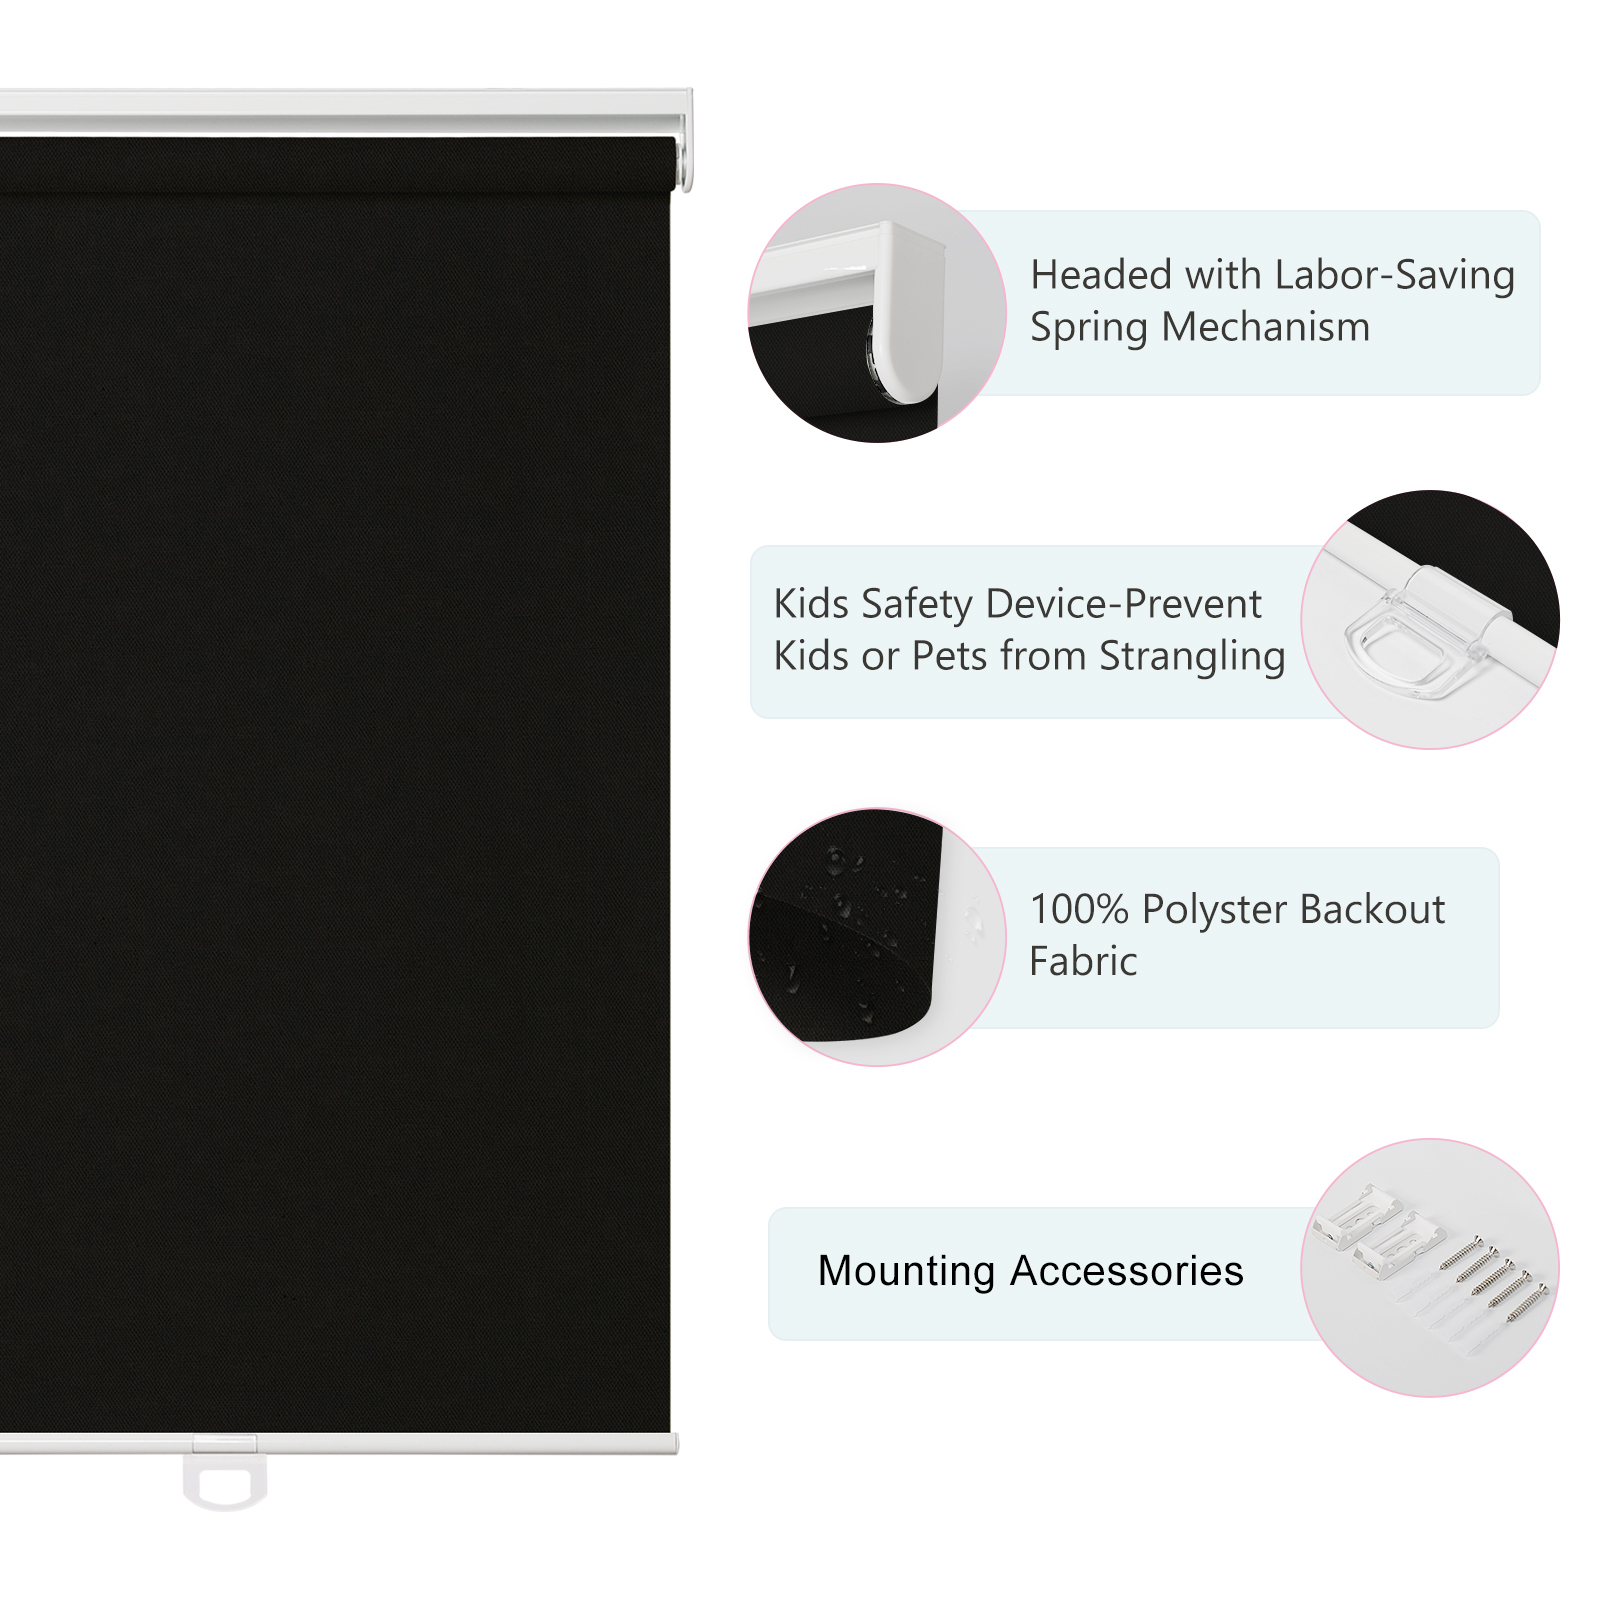 Headed with Labor-Saving
Spring Mechanism
Kids Safety Device-Prevent
Kids or Pets from Strangling
100% Polyster Backout
Fabric
Mounting Accessories